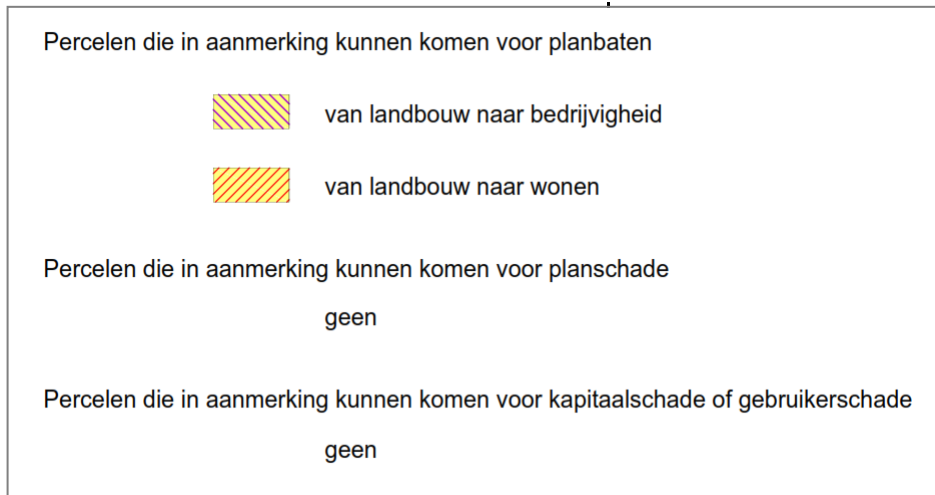 Percelen die in aanmerking kunnen komen voor planbaten
van landbouw naar bedrijvigheid
van landbouw naar wonen
Percelen die in aanmerking kunnen komen voor planschade
geen
Percelen die in aanmerking kunnen komen voor kapitaalschade of gebruikerschade
geen